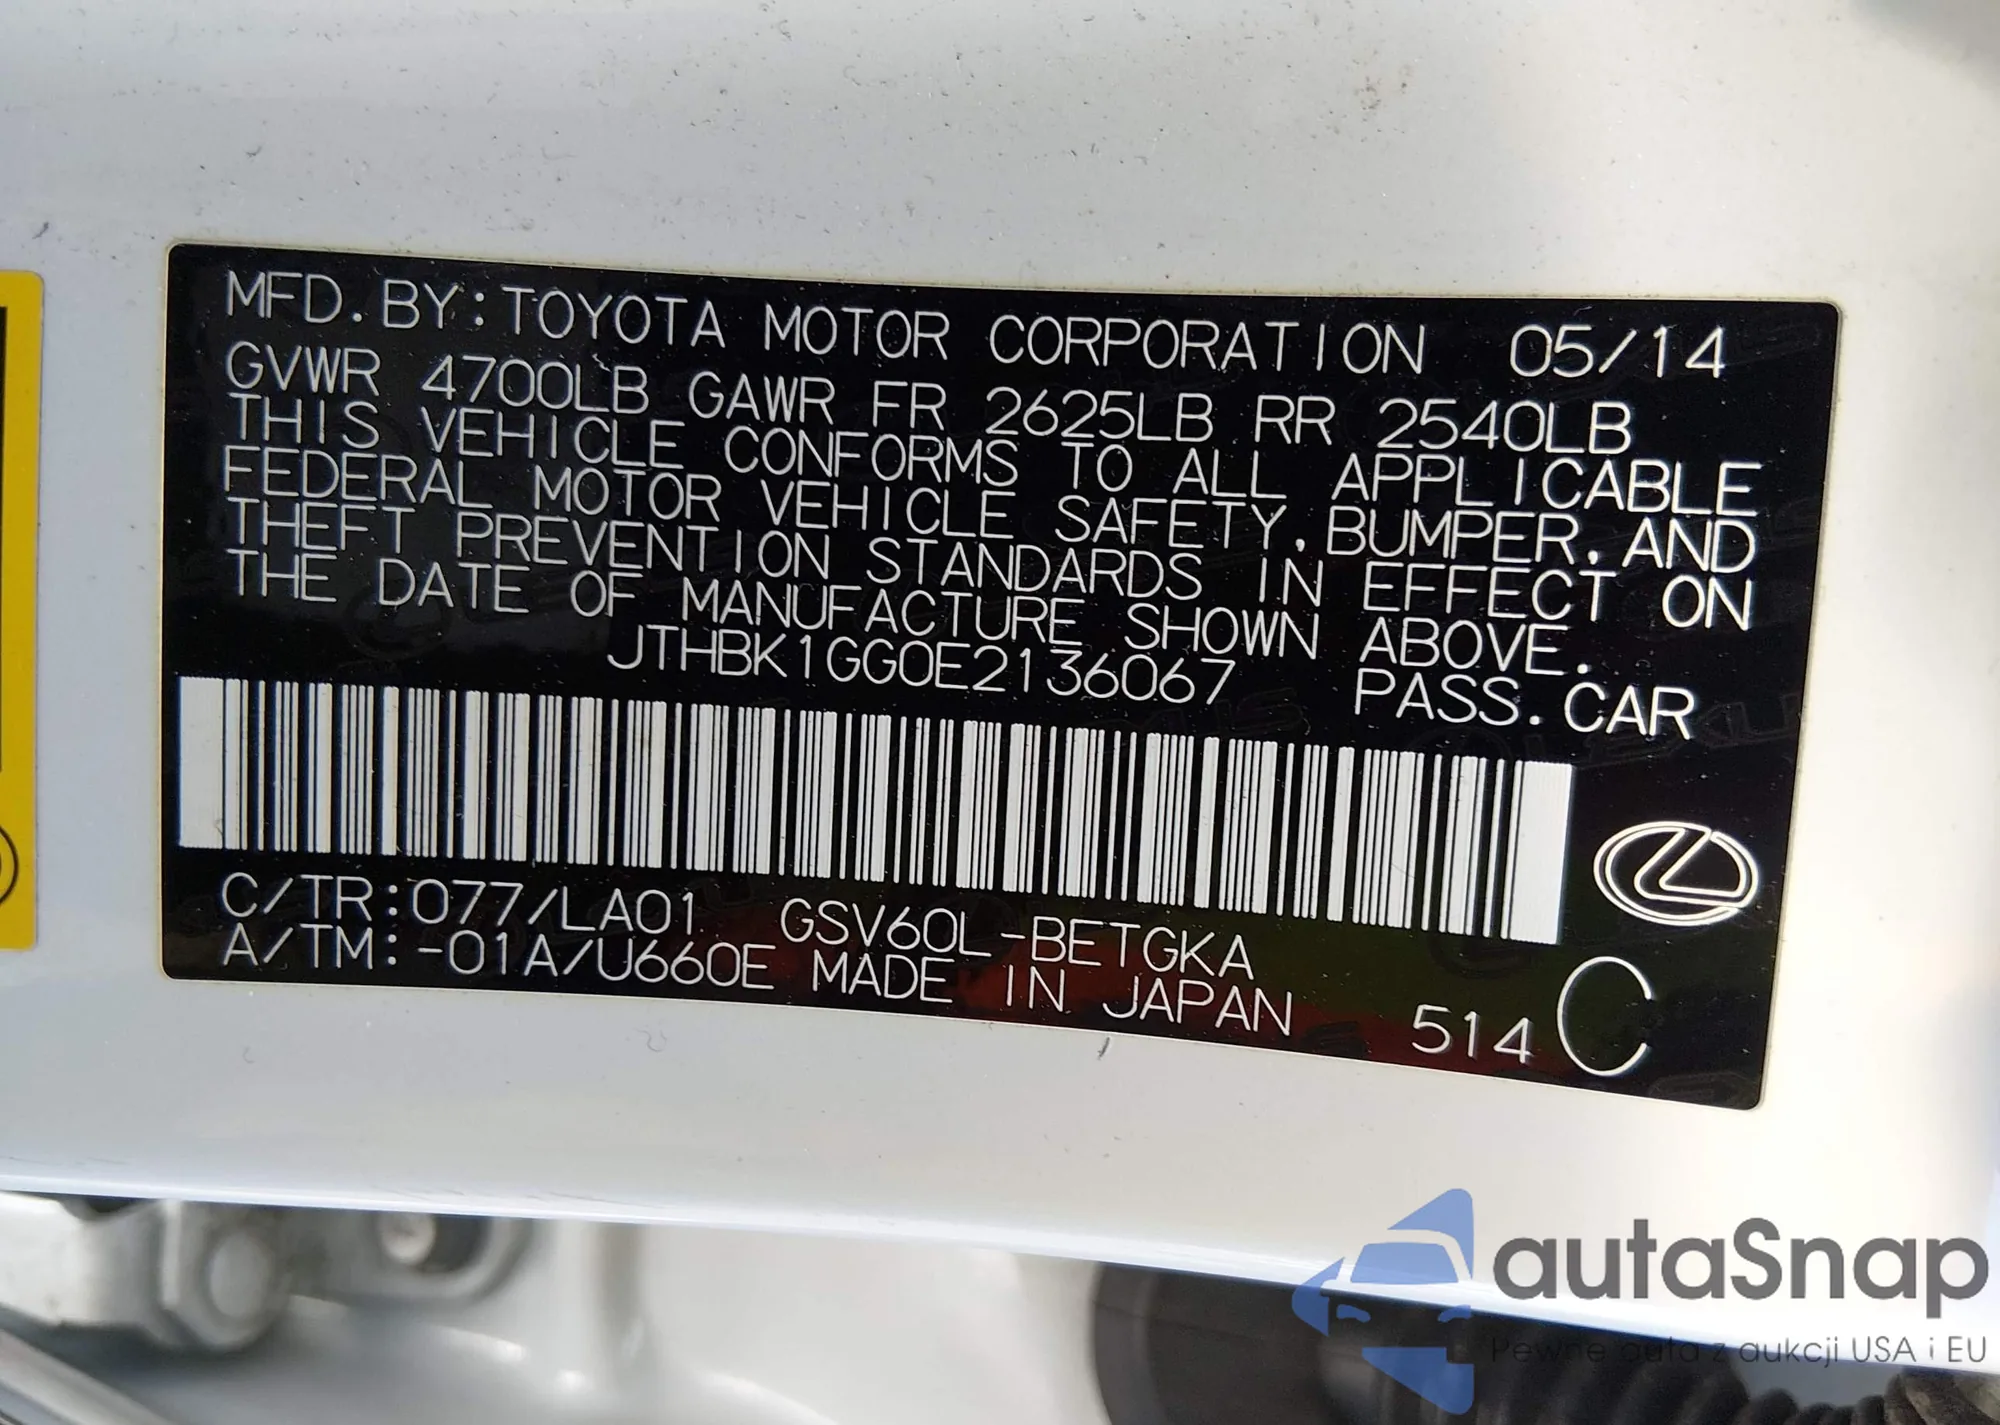 MFD.BY:TOYOTA MOTOR CORPORATION 05/14
GVWR 4700LB GAWR FR 2625LB RR 2540LB
THIS VEHICLE CONFORMS TO ALL APPLICABLE
FEDERAL MOTOR VEHICLE SAFETY,BUMPER,AND
THEFT PREVENTION STANDARDS IN EFFECT ON
THE DATE OF MANUFACTURE SHOWN ABOVE.
JTHBK1GG0E2136067 PASS.CAR
C/TR:077/LA01 GSV60L-BETGKA
A/TM:-01A/U660E MADE IN JAPAN 514 C
autaSnap
Pewne auta z aukcji USA i EU